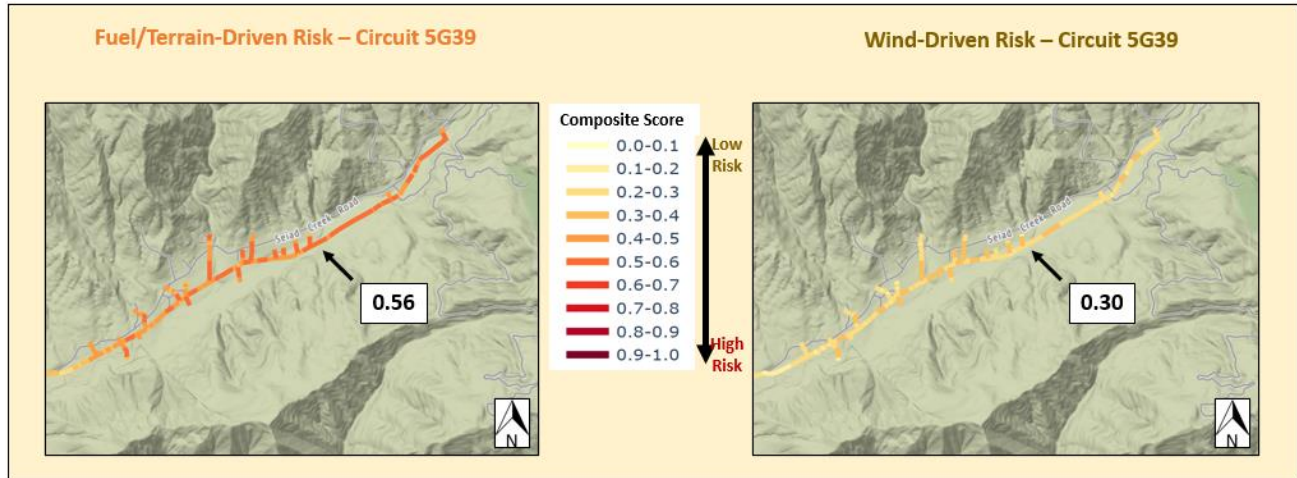 Fuel/Terrain-Driven Risk – Circuit 5G39
Wind-Driven Risk – Circuit 5G39
Seiad Creek Road
0.56
N
Composite Score
0.0-0.1
0.1-0.2
0.2-0.3
0.3-0.4
0.4-0.5
0.5-0.6
0.6-0.7
0.7-0.8
0.8-0.9
0.9-1.0
Low
Risk
High
Risk
Seiad Creek Road
0.30
N